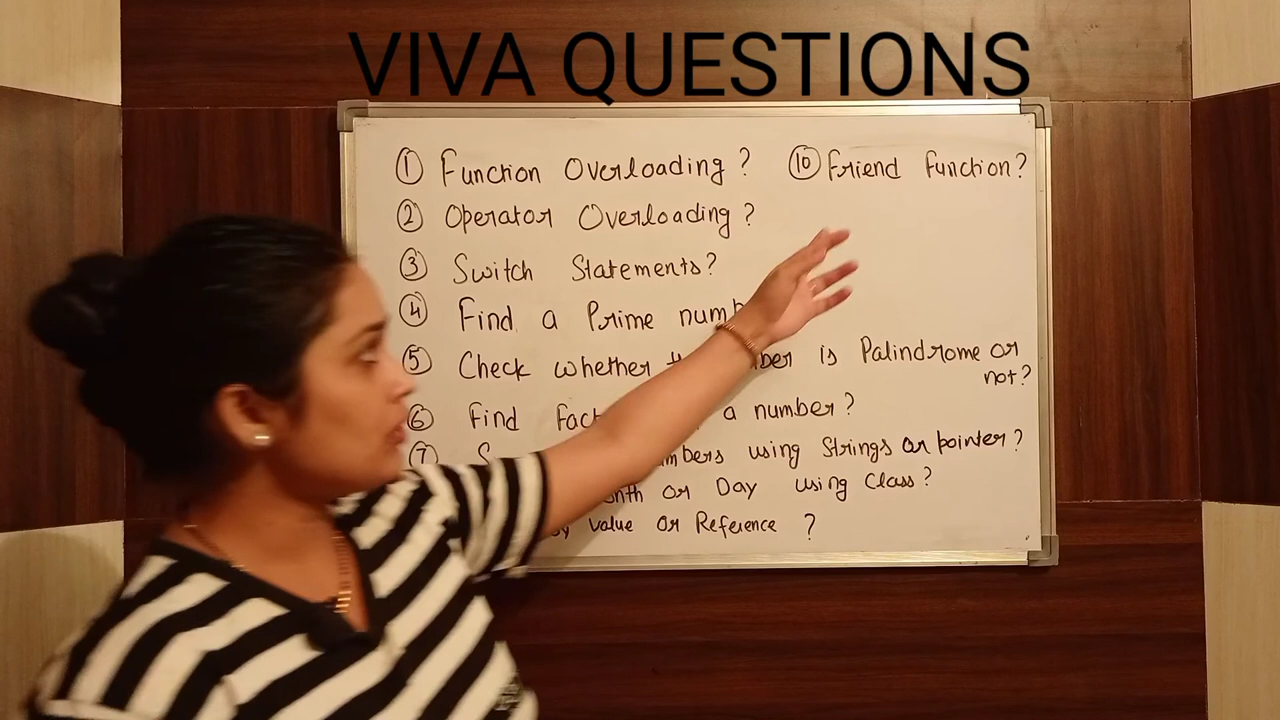 VIVA QUESTIONS
① Function Overloading?
② Operator Overloading?
③ Switch Statements?
④ Find a Prime
⑤ Check whether is Palindrome or
not?
⑥ Find a number?
⑦ using Strings or pointer?
or Day using Class?
value or Reference ?
⑩ Friend Function?